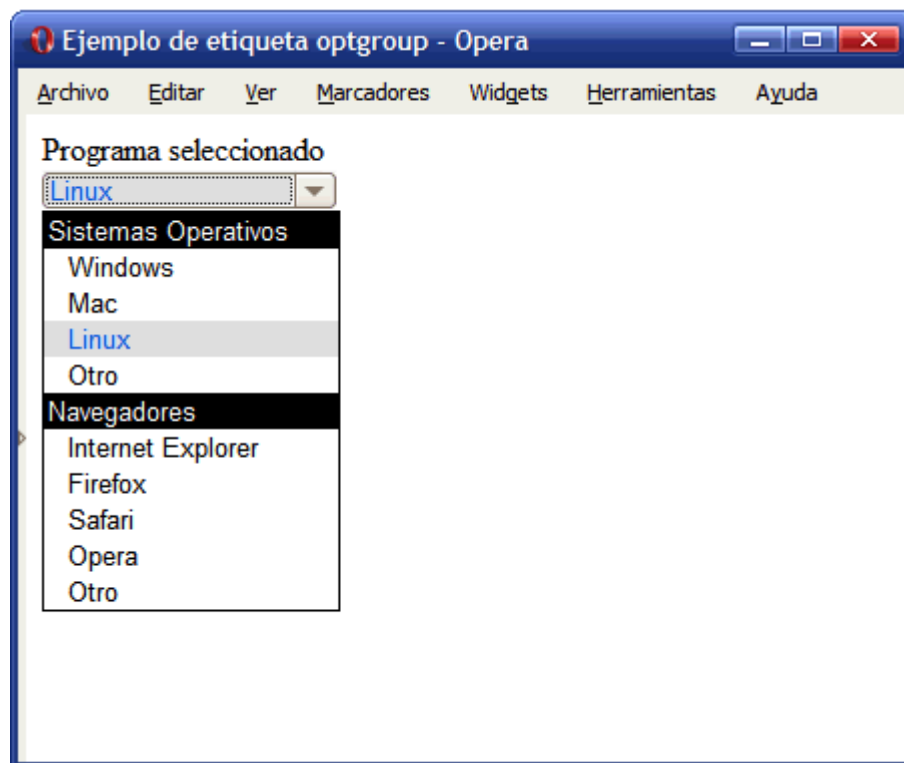 Ejemplo de etiqueta optgroup - Opera
Archivo Editar Ver Marcadores Widgets Herramientas Ayuda
Programa seleccionado
Linux
Sistemas Operativos
Windows
Mac
Linux
Otro
Navegadores
Internet Explorer
Firefox
Safari
Opera
Otro